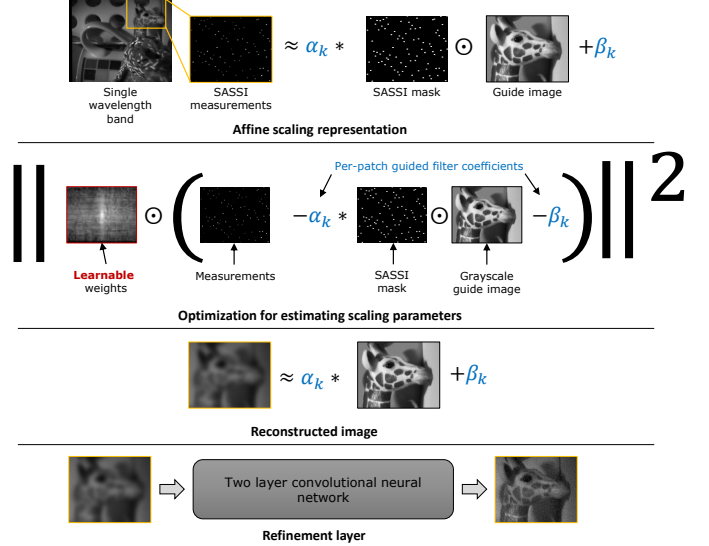 ≈ α_k ∗ ⊙ +β_k
Single
wavelength
band
SASSI
measurements
SASSI mask
Guide image
Affine scaling representation
Per-patch guided filter coefficients
‖ ⊙ ( −α_k ∗ ⊙ −β_k ) ‖ 2
Learnable
weights
Measurements
SASSI
mask
Grayscale
guide image
Optimization for estimating scaling parameters
≈ α_k ∗ +β_k
Reconstructed image
Two layer convolutional neural
network
Refinement layer